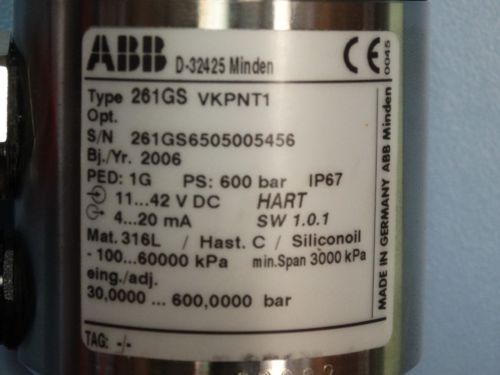 ABB D-32425 Minden CE 0045
Type 261GS VKPNT1
Opt.
S/N 261GS6505005456
Bj./Yr. 2006
PED: 1G PS: 600 bar IP67
11...42 V DC HART
4...20 mA SW 1.0.1
Mat. 316L / Hast. C / Siliconoil
- 100...60000 kPa min.Span 3000 kPa
eing./adj.
30,0000 ... 600,0000 bar
TAG: -/-
MADE IN GERMANY ABB Minden